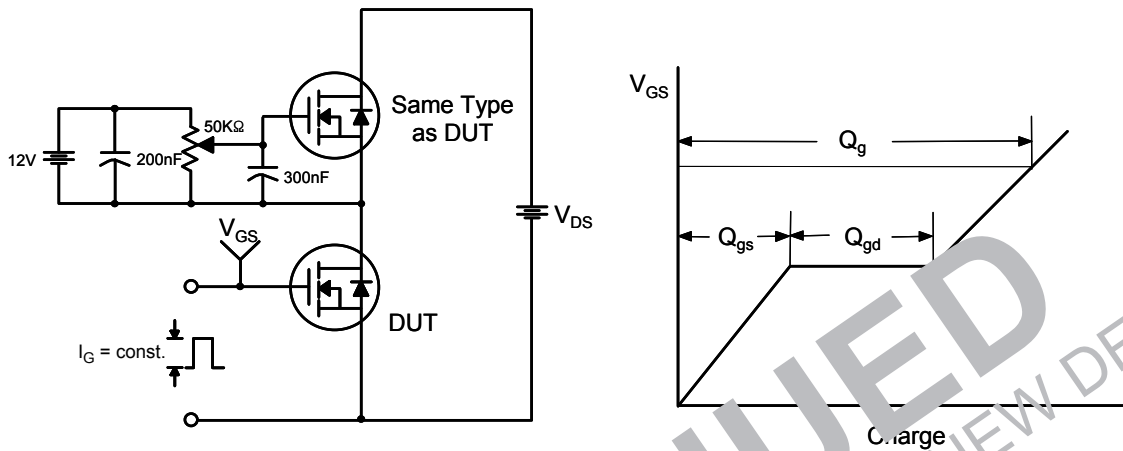 Same Type
as DUT
12V
200nF
50KΩ
300nF
V_DS
V_GS
DUT
I_G = const.
V_GS
Q_g
Q_gs
Q_gd
Charge